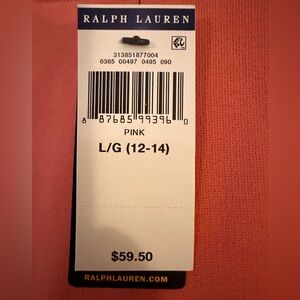 RALPH LAUREN
313851877004
6365 00497 0495 090
8 87685 99396 0
PINK
L/G (12-14)
$59.50
RALPHLAUREN.COM